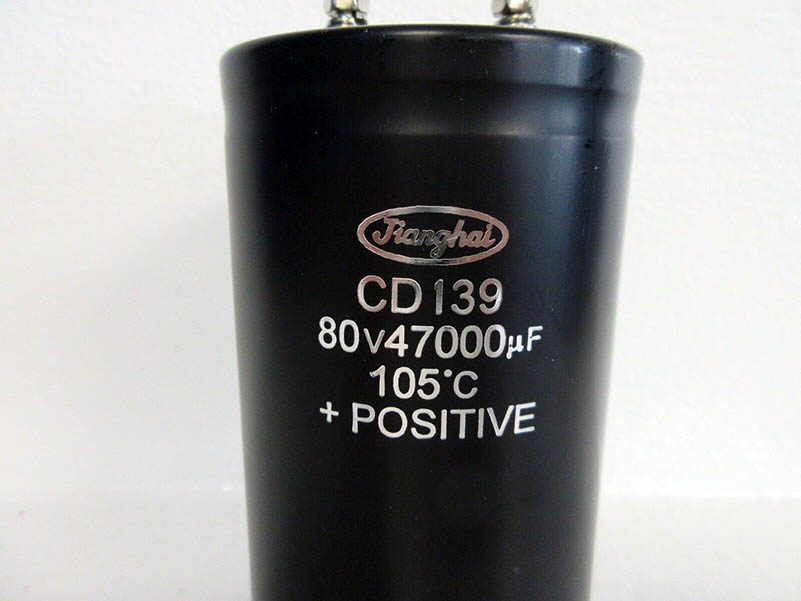 Jianghai
CD139
80V47000µF
105°C
+ POSITIVE